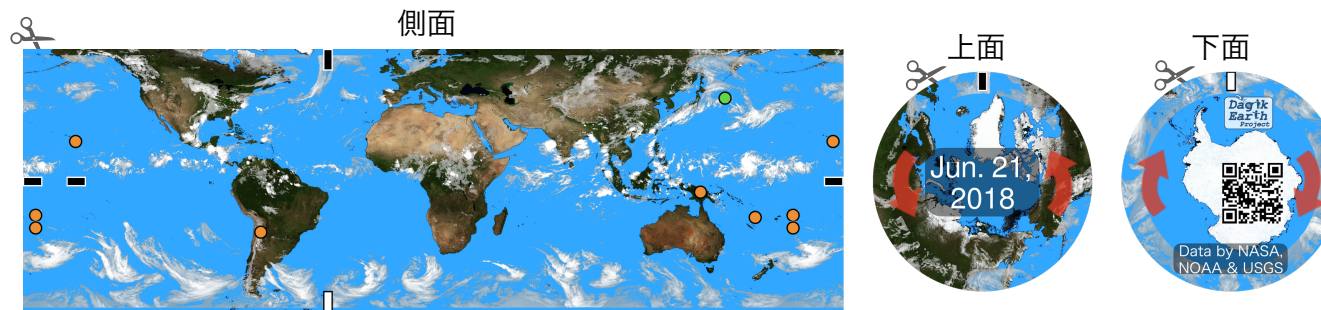 側面
上面
下面
Jun. 21,
2018
Dagik
Earth
Project
Data by NASA,
NOAA & USGS